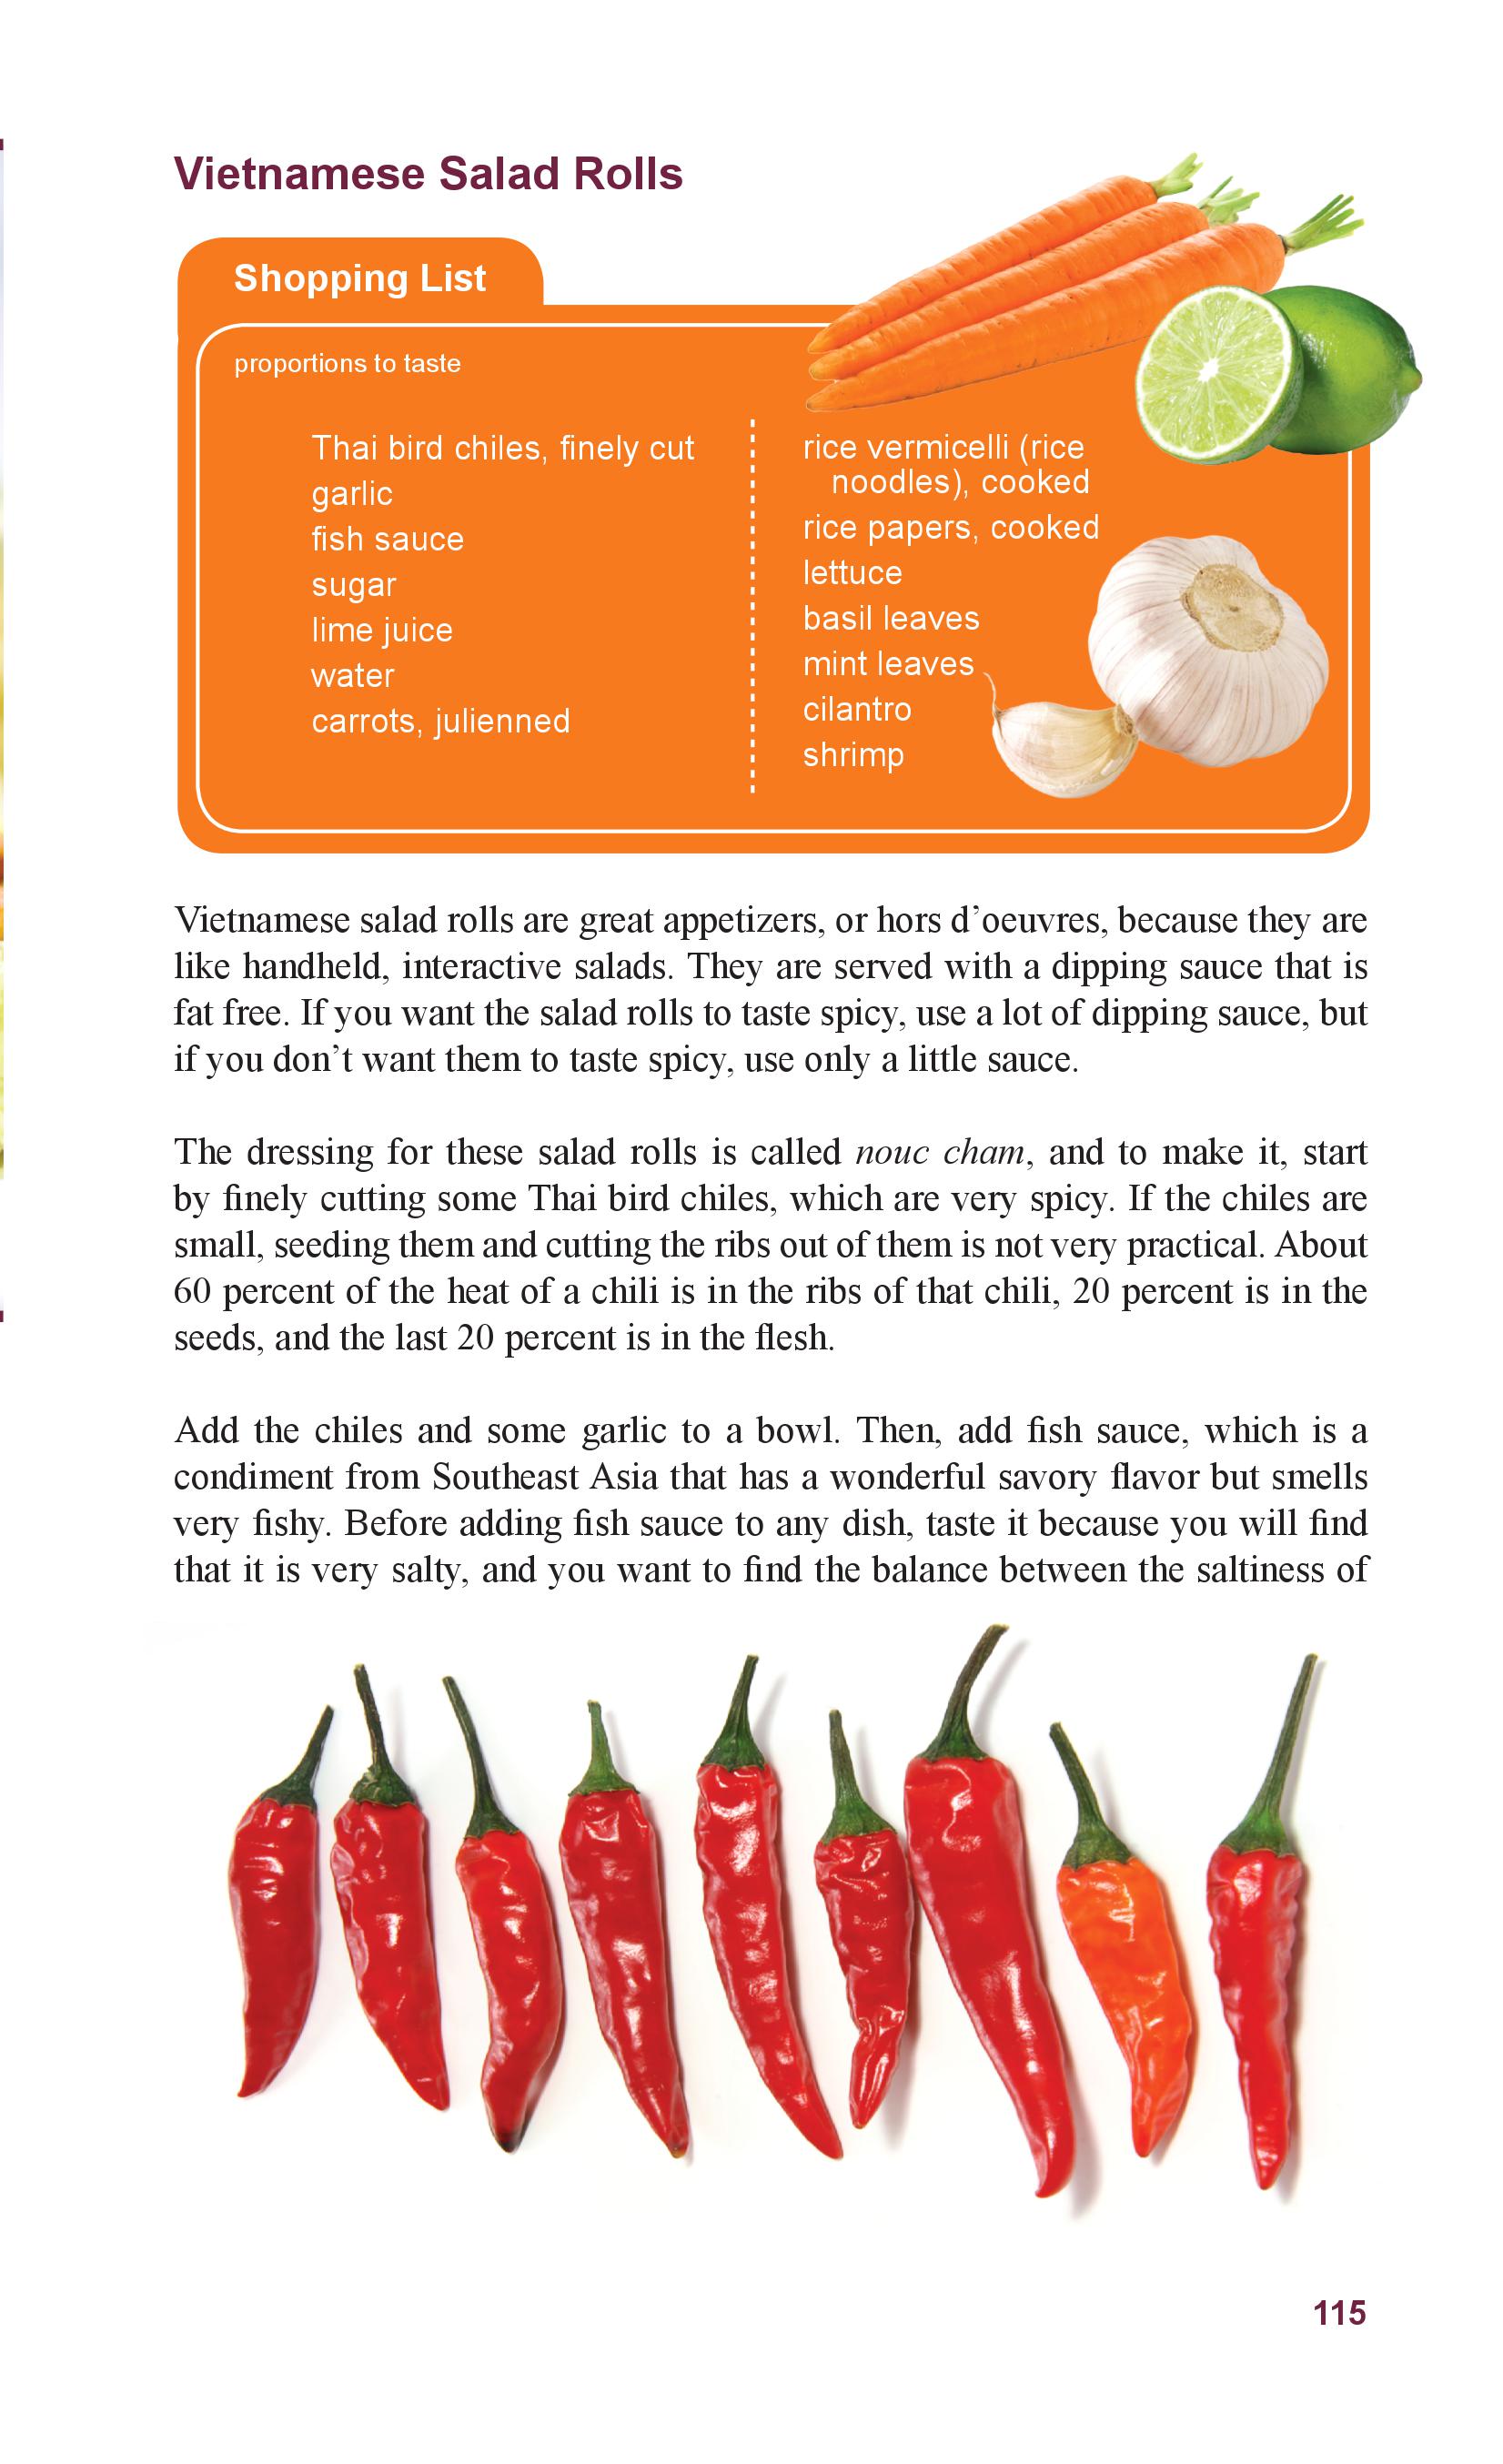 Vietnamese Salad Rolls
Shopping List
proportions to taste
Thai bird chiles, finely cut
garlic
fish sauce
sugar
lime juice
water
carrots, julienned
rice vermicelli (rice
noodles), cooked
rice papers, cooked
lettuce
basil leaves
mint leaves
cilantro
shrimp
Vietnamese salad rolls are great appetizers, or hors d’oeuvres, because they are
like handheld, interactive salads. They are served with a dipping sauce that is
fat free. If you want the salad rolls to taste spicy, use a lot of dipping sauce, but
if you don’t want them to taste spicy, use only a little sauce.
The dressing for these salad rolls is called nouc cham, and to make it, start
by finely cutting some Thai bird chiles, which are very spicy. If the chiles are
small, seeding them and cutting the ribs out of them is not very practical. About
60 percent of the heat of a chili is in the ribs of that chili, 20 percent is in the
seeds, and the last 20 percent is in the flesh.
Add the chiles and some garlic to a bowl. Then, add fish sauce, which is a
condiment from Southeast Asia that has a wonderful savory flavor but smells
very fishy. Before adding fish sauce to any dish, taste it because you will find
that it is very salty, and you want to find the balance between the saltiness of
115